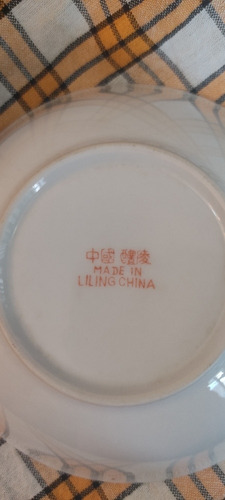 中國 醴陵
MADE IN
LILING CHINA